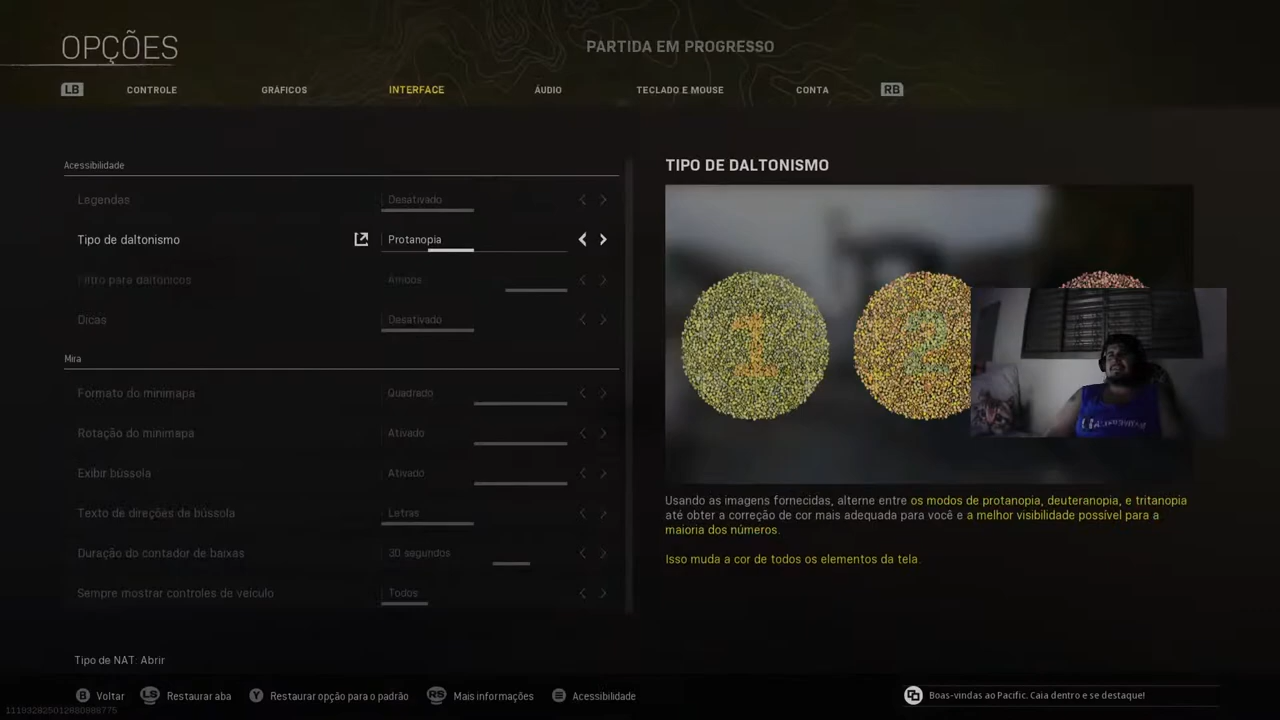 OPÇÕES
PARTIDA EM PROGRESSO
LB CONTROLE GRÁFICOS INTERFACE ÁUDIO TECLADO E MOUSE CONTA RB
Acessibilidade
Legendas Desativado
Tipo de daltonismo Protanopia
Filtro para daltônicos Ambos
Dicas Desativado
Mira
Formato do minimapa Quadrado
Rotação do minimapa Ativado
Exibir bússola Ativado
Texto de direções da bússola Letras
Duração do contador de baixas 30 segundos
Sempre mostrar controles de veículo Todos
TIPO DE DALTONISMO
1 2
Usando as imagens fornecidas, alterne entre os modos de protanopia, deuteranopia, e tritanopia
até obter a correção de cor mais adequada para você e a melhor visibilidade possível para a
maioria dos números.
Isso muda a cor de todos os elementos da tela.
Tipo de NAT: Abrir
B Voltar LS Restaurar aba Y Restaurar opção para o padrão RS Mais informações Acessibilidade
Boas-vindas ao Pacific. Caia dentro e se destaque!